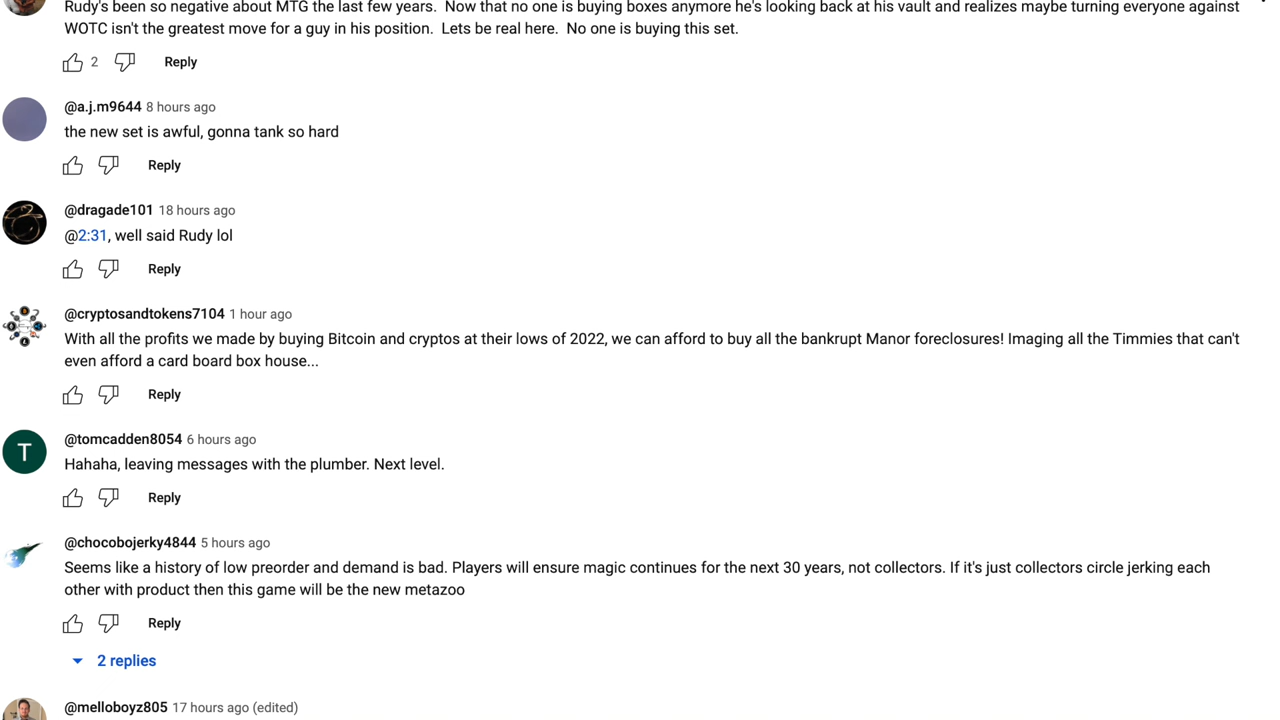 Rudy's been so negative about MTG the last few years.  Now that no one is buying boxes anymore he's looking back at his vault and realizes maybe turning everyone against
WOTC isn't the greatest move for a guy in his position.  Lets be real here.  No one is buying this set.
2 Reply
@a.j.m9644 8 hours ago
the new set is awful, gonna tank so hard
Reply
@dragade101 18 hours ago
@2:31, well said Rudy lol
Reply
@cryptosandtokens7104 1 hour ago
With all the profits we made by buying Bitcoin and cryptos at their lows of 2022, we can afford to buy all the bankrupt Manor foreclosures! Imaging all the Timmies that can't
even afford a card board box house...
Reply
T
@tomcadden8054 6 hours ago
Hahaha, leaving messages with the plumber. Next level.
Reply
@chocobojerky4844 5 hours ago
Seems like a history of low preorder and demand is bad. Players will ensure magic continues for the next 30 years, not collectors. If it's just collectors circle jerking each
other with product then this game will be the new metazoo
Reply
2 replies
@melloboyz805 17 hours ago (edited)